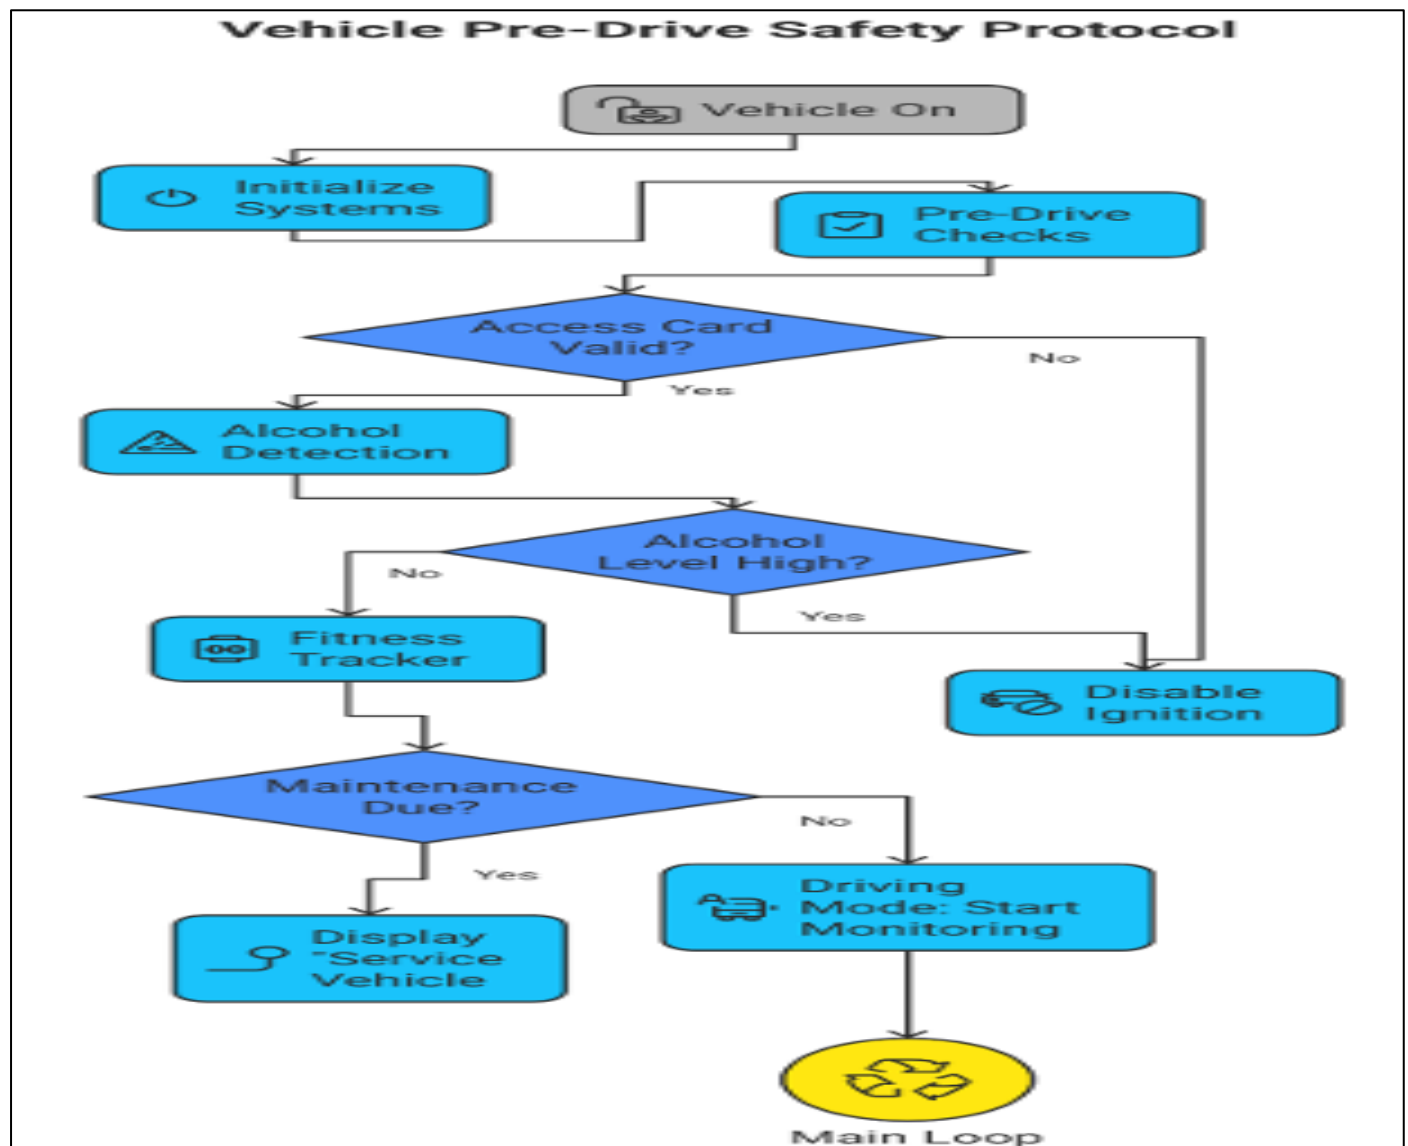 Vehicle Pre-Drive Safety Protocol
Vehicle On
Initialize
Systems
Pre-Drive
Checks
Access Card
Valid?
No
Yes
Alcohol
Detection
Alcohol
Level High?
No
Yes
Fitness
Tracker
Disable
Ignition
Maintenance
Due?
No
Yes
Driving
Mode: Start
Monitoring
Display
"Service
Vehicle
Main Loop